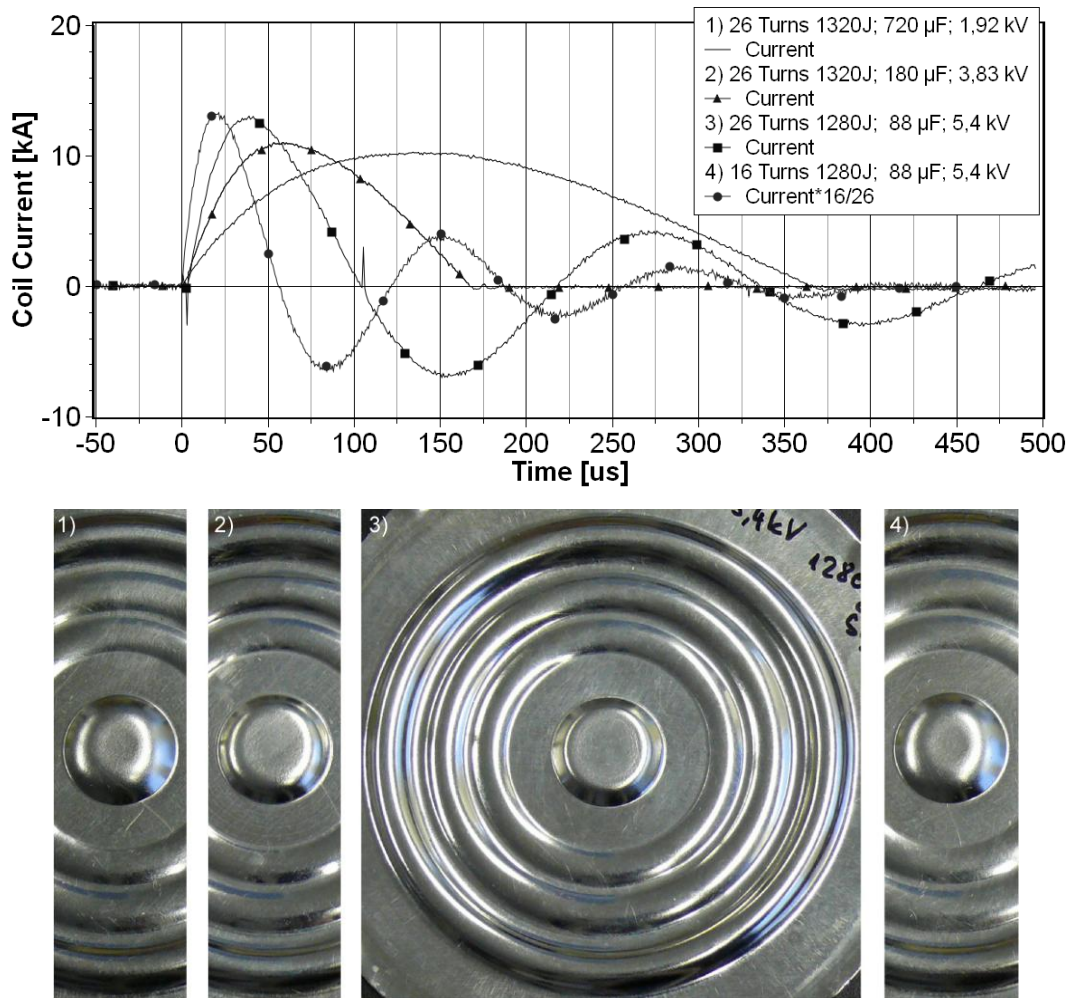 20
10
0
-10
Coil Current [kA]
1) 26 Turns 1320J; 720 µF; 1,92 kV
Current
2) 26 Turns 1320J; 180 µF; 3,83 kV
Current
3) 26 Turns 1280J; 88 µF; 5,4 kV
Current
4) 16 Turns 1280J; 88 µF; 5,4 kV
Current*16/26
-50 0 50 100 150 200 250 300 350 400 450 500
Time [us]
1)
2)
3)
4)
5,4kV